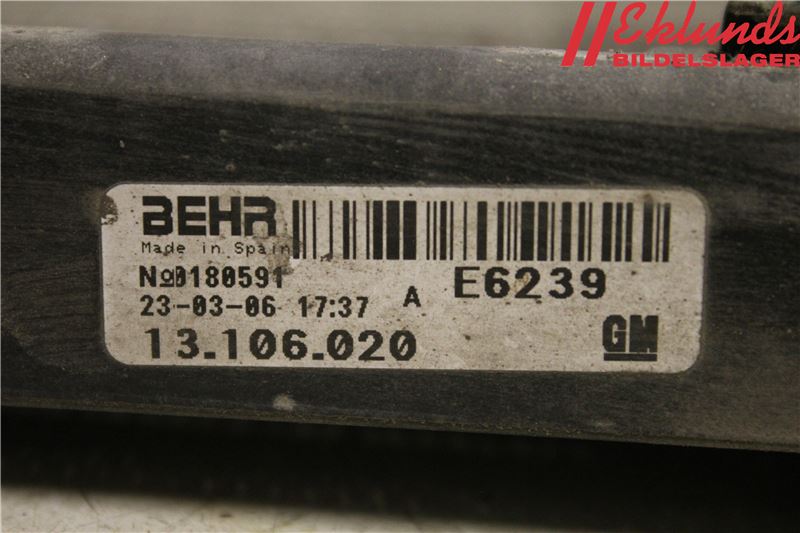 Eklunds
BILDELSLAGER
BEHR
Made in Spain
Nº0180591
E6239
23-03-06 17:37 A
13.106.020
GM